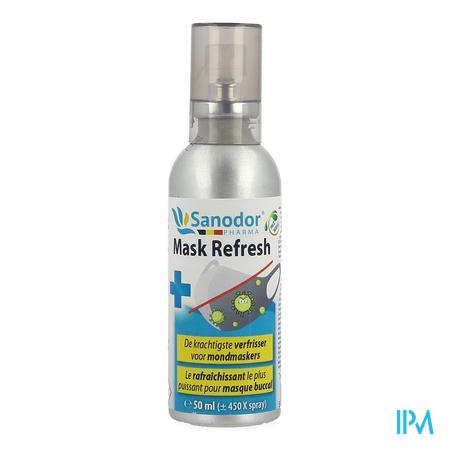 Sanodor®
PHARMA
Mask Refresh
De krachtigste verfrisser
voor mondmaskers
Le rafraîchissant le plus
puissant pour masque buccal
℮ 50 ml (± 450 X spray)
IPM